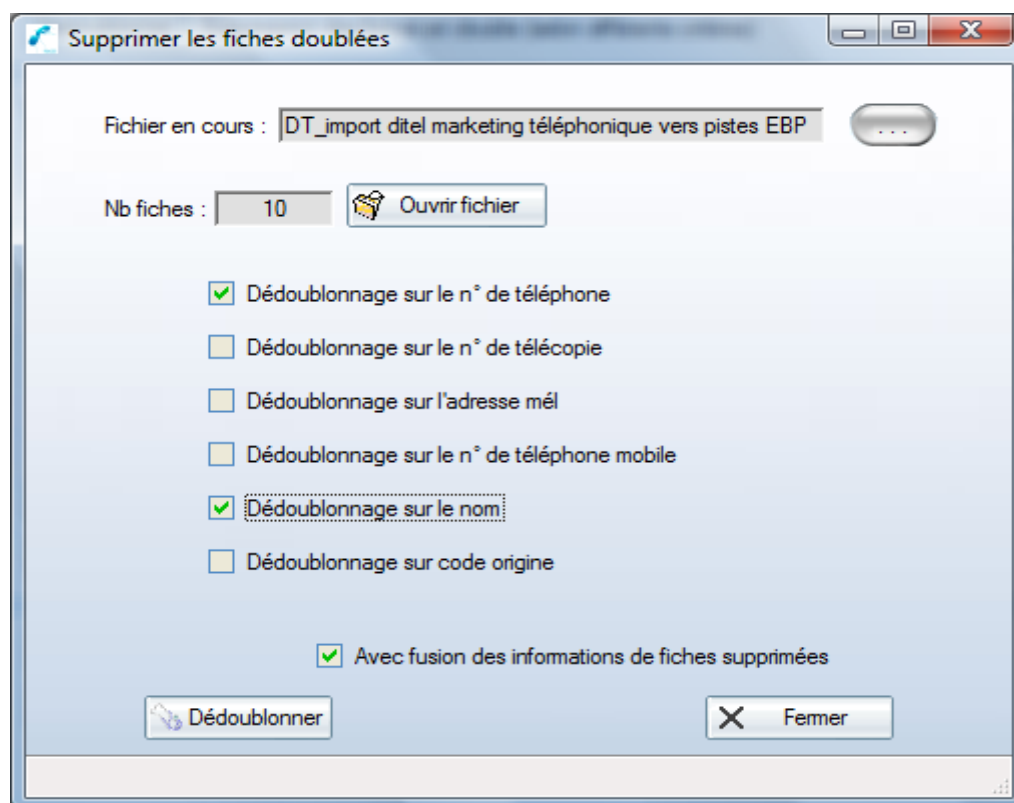 Supprimer les fiches doublées
Fichier en cours : DT_import ditel marketing téléphonique vers pistes EBP ...
Nb fiches : 10 Ouvrir fichier
Dédoublonnage sur le n° de téléphone
Dédoublonnage sur le n° de télécopie
Dédoublonnage sur l'adresse mél
Dédoublonnage sur le n° de téléphone mobile
Dédoublonnage sur le nom
Dédoublonnage sur code origine
Avec fusion des informations de fiches supprimées
Dédoublonner Fermer